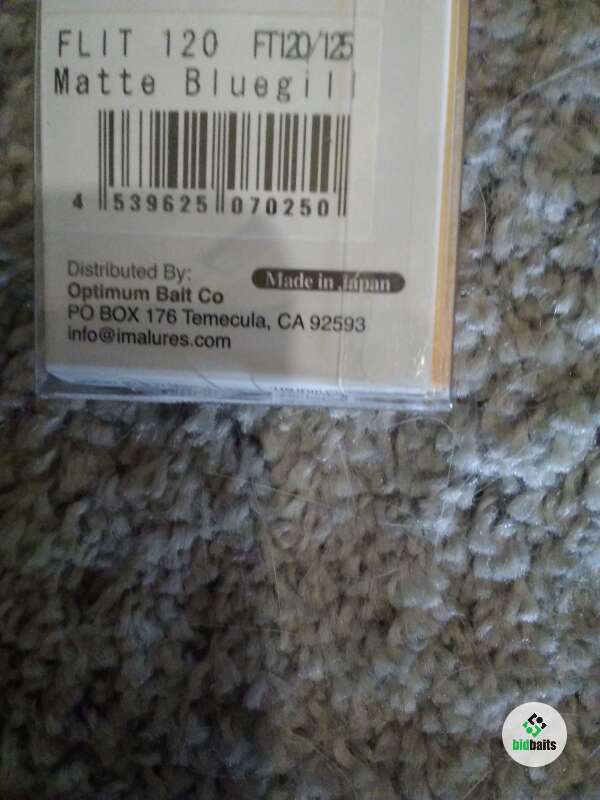 FLIT 120 FT120/125
Matte Bluegill
4 539625 070250
Distributed By:
Made in Japan
Optimum Bait Co
PO BOX 176 Temecula, CA 92593
info@imalures.com
bidbaits